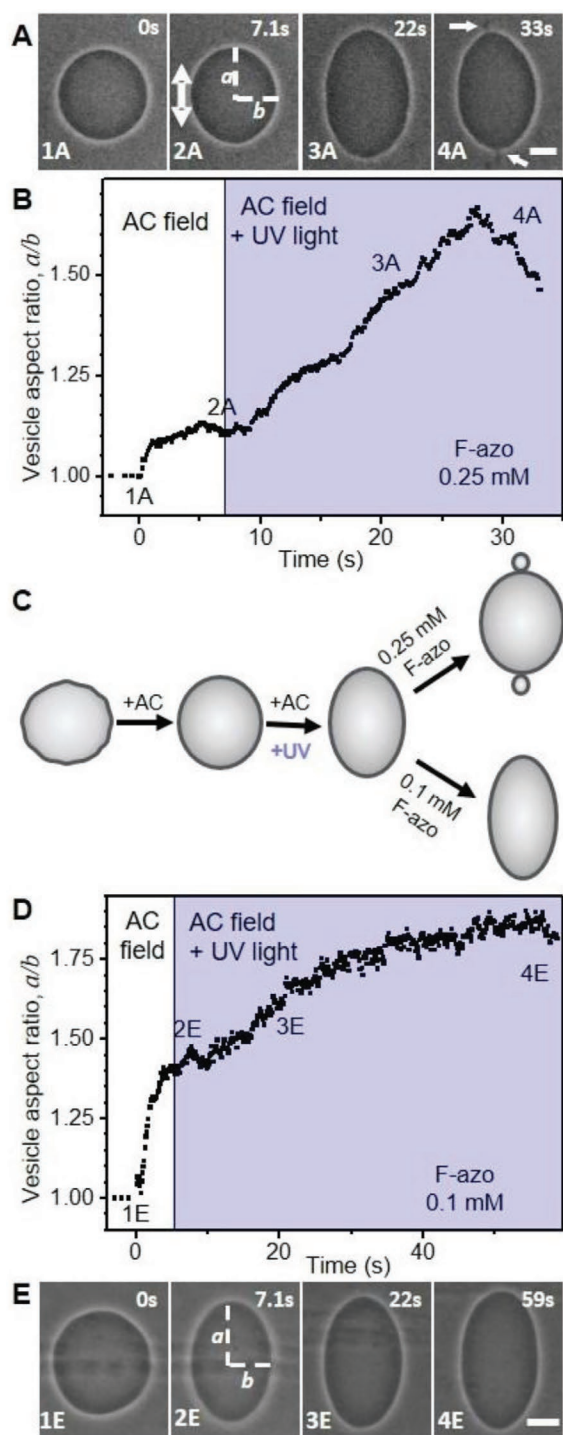 A
0s
7.1s
22s
33s
a
b
1A
2A
3A
4A
B
AC field
AC field
+ UV light
4A
3A
2A
1A
F-azo
0.25 mM
1.50
1.25
1.00
Vesicle aspect ratio, a/b
0
10
20
30
Time (s)
C
+AC
+AC
+UV
0.25 mM
F-azo
0.1 mM
F-azo
D
AC
field
AC field
+ UV light
2E
3E
4E
1E
F-azo
0.1 mM
1.75
1.50
1.25
1.00
Vesicle aspect ratio, a/b
0
20
40
Time (s)
E
0s
7.1s
22s
59s
a
b
1E
2E
3E
4E